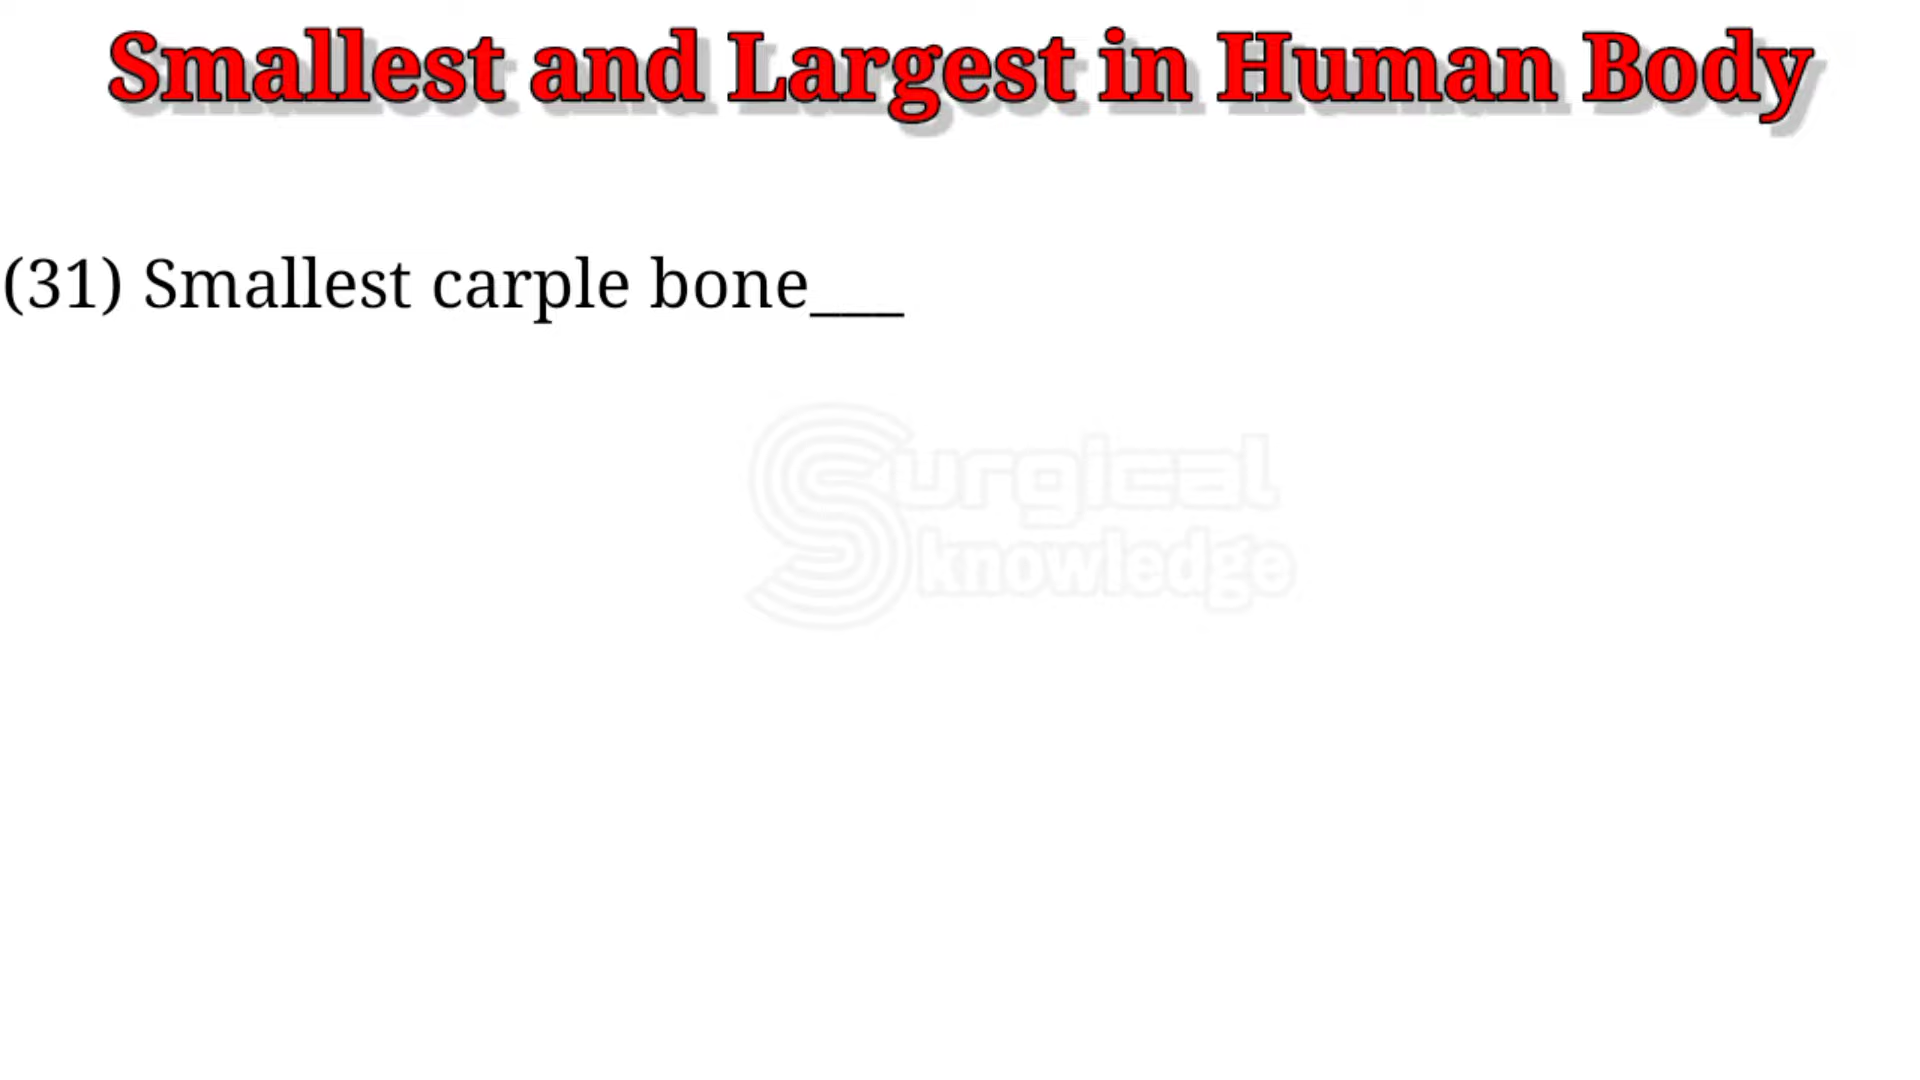 Smallest and Largest in Human Body
(31) Smallest carple bone___
Surgical
knowledge